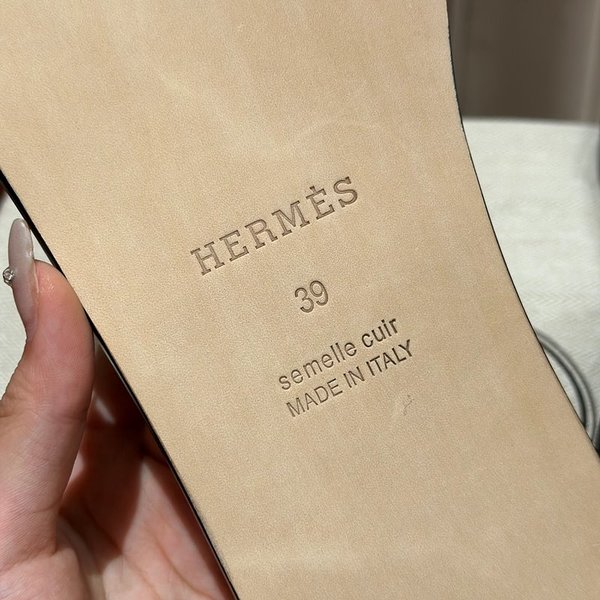 HERMÈS
39
semelle cuir
MADE IN ITALY